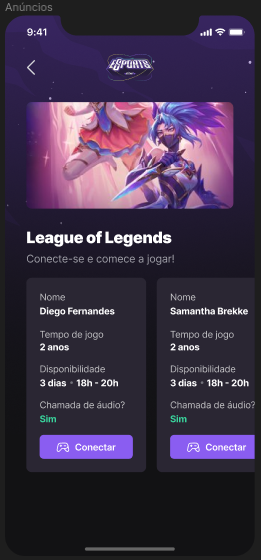 Anúncios
9:41
ESPORTS
League of Legends
Conecte-se e comece a jogar!
Nome
Diego Fernandes
Tempo de jogo
2 anos
Disponibilidade
3 dias • 18h - 20h
Chamada de áudio?
Sim
Conectar
Nome
Samantha Brekke
Tempo de jogo
2 anos
Disponibilidade
3 dias • 18h - 20h
Chamada de áudio?
Sim
Conectar